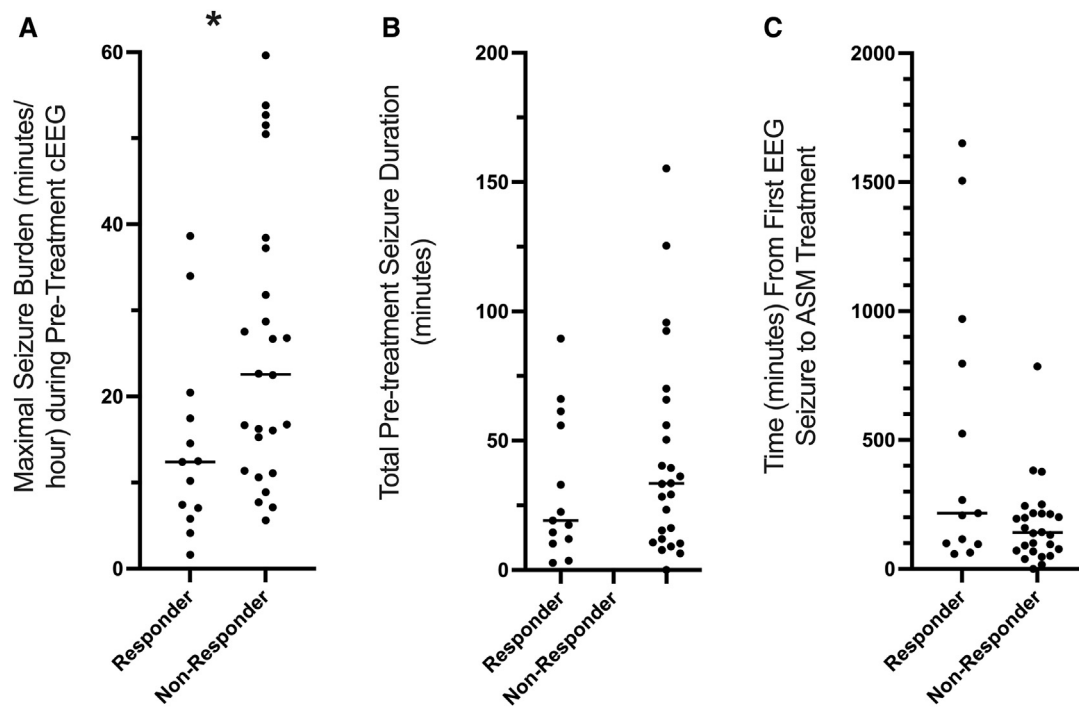 A
*
Maximal Seizure Burden (minutes/
hour) during Pre-Treatment cEEG
60
40
20
0
Responder
Non-Responder
B
Total Pre-treatment Seizure Duration
(minutes)
200
150
100
50
0
Responder
Non-Responder
C
Time (minutes) From First EEG
Seizure to ASM Treatment
2000
1500
1000
500
0
Responder
Non-Responder